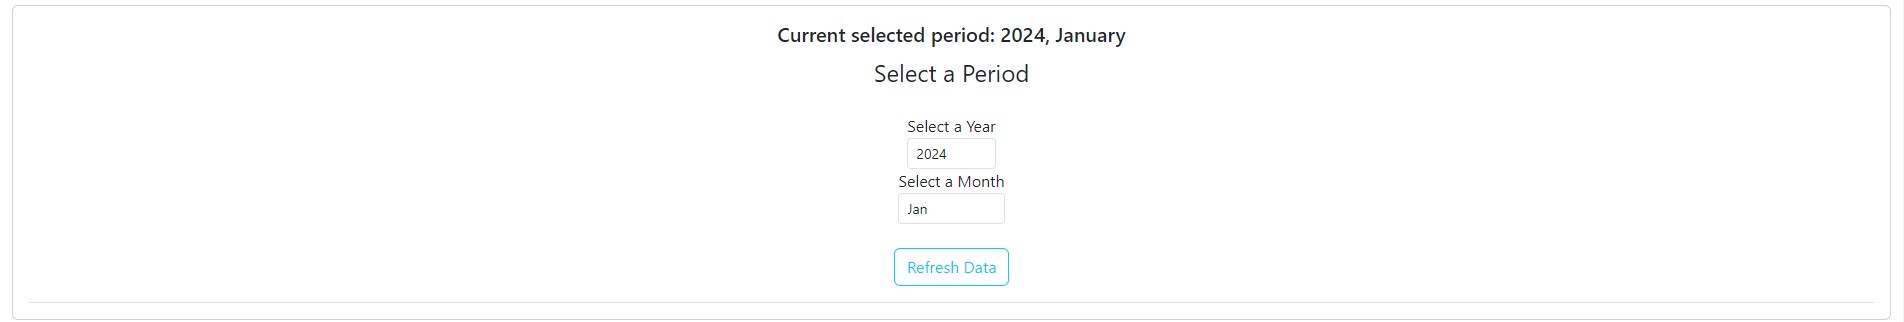 Current selected period: 2024, January
Select a Period
Select a Year
2024
Select a Month
Jan
Refresh Data